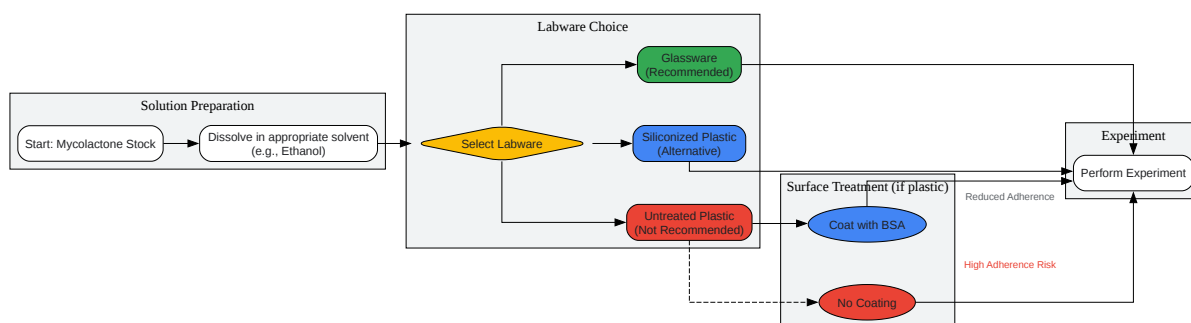 Solution Preparation
Start: Mycolactone Stock
Dissolve in appropriate solvent
(e.g., Ethanol)
Labware Choice
Select Labware
Glassware
(Recommended)
Siliconized Plastic
(Alternative)
Untreated Plastic
(Not Recommended)
Surface Treatment (if plastic)
Coat with BSA
No Coating
Reduced Adherence
High Adherence Risk
Experiment
Perform Experiment